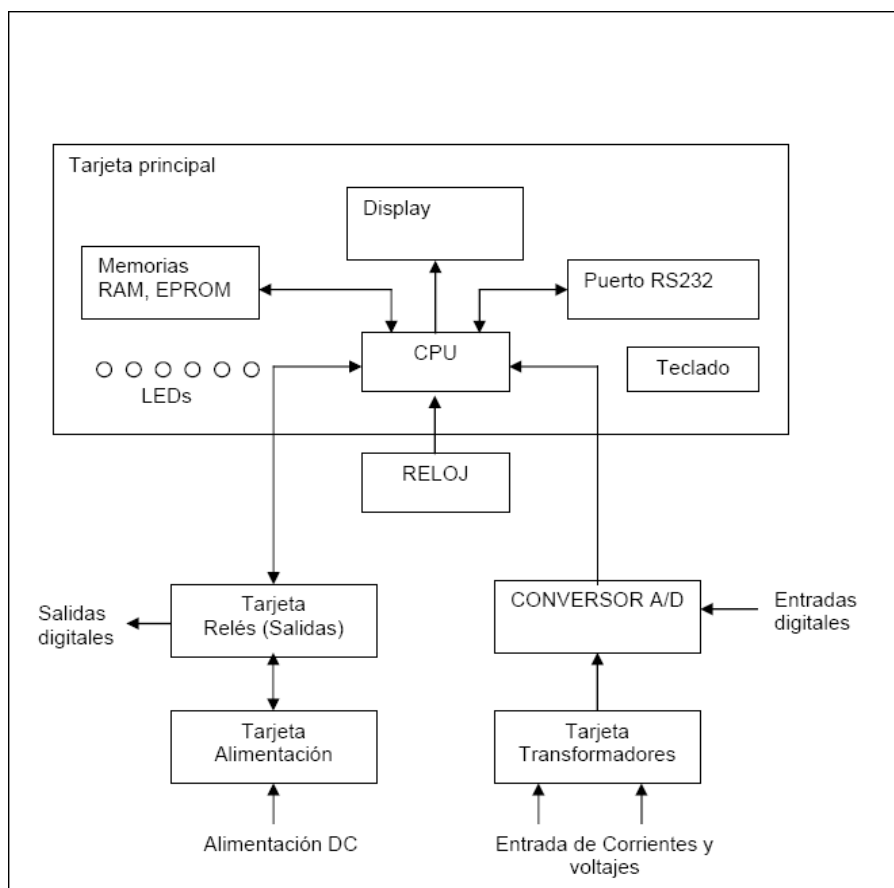 Tarjeta principal
Display
Memorias
RAM, EPROM
Puerto RS232
CPU
Teclado
LEDs
RELOJ
Tarjeta
Relés (Salidas)
Salidas
digitales
CONVERSOR A/D
Entradas
digitales
Tarjeta
Alimentación
Tarjeta
Transformadores
Alimentación DC
Entrada de Corrientes y
voltajes